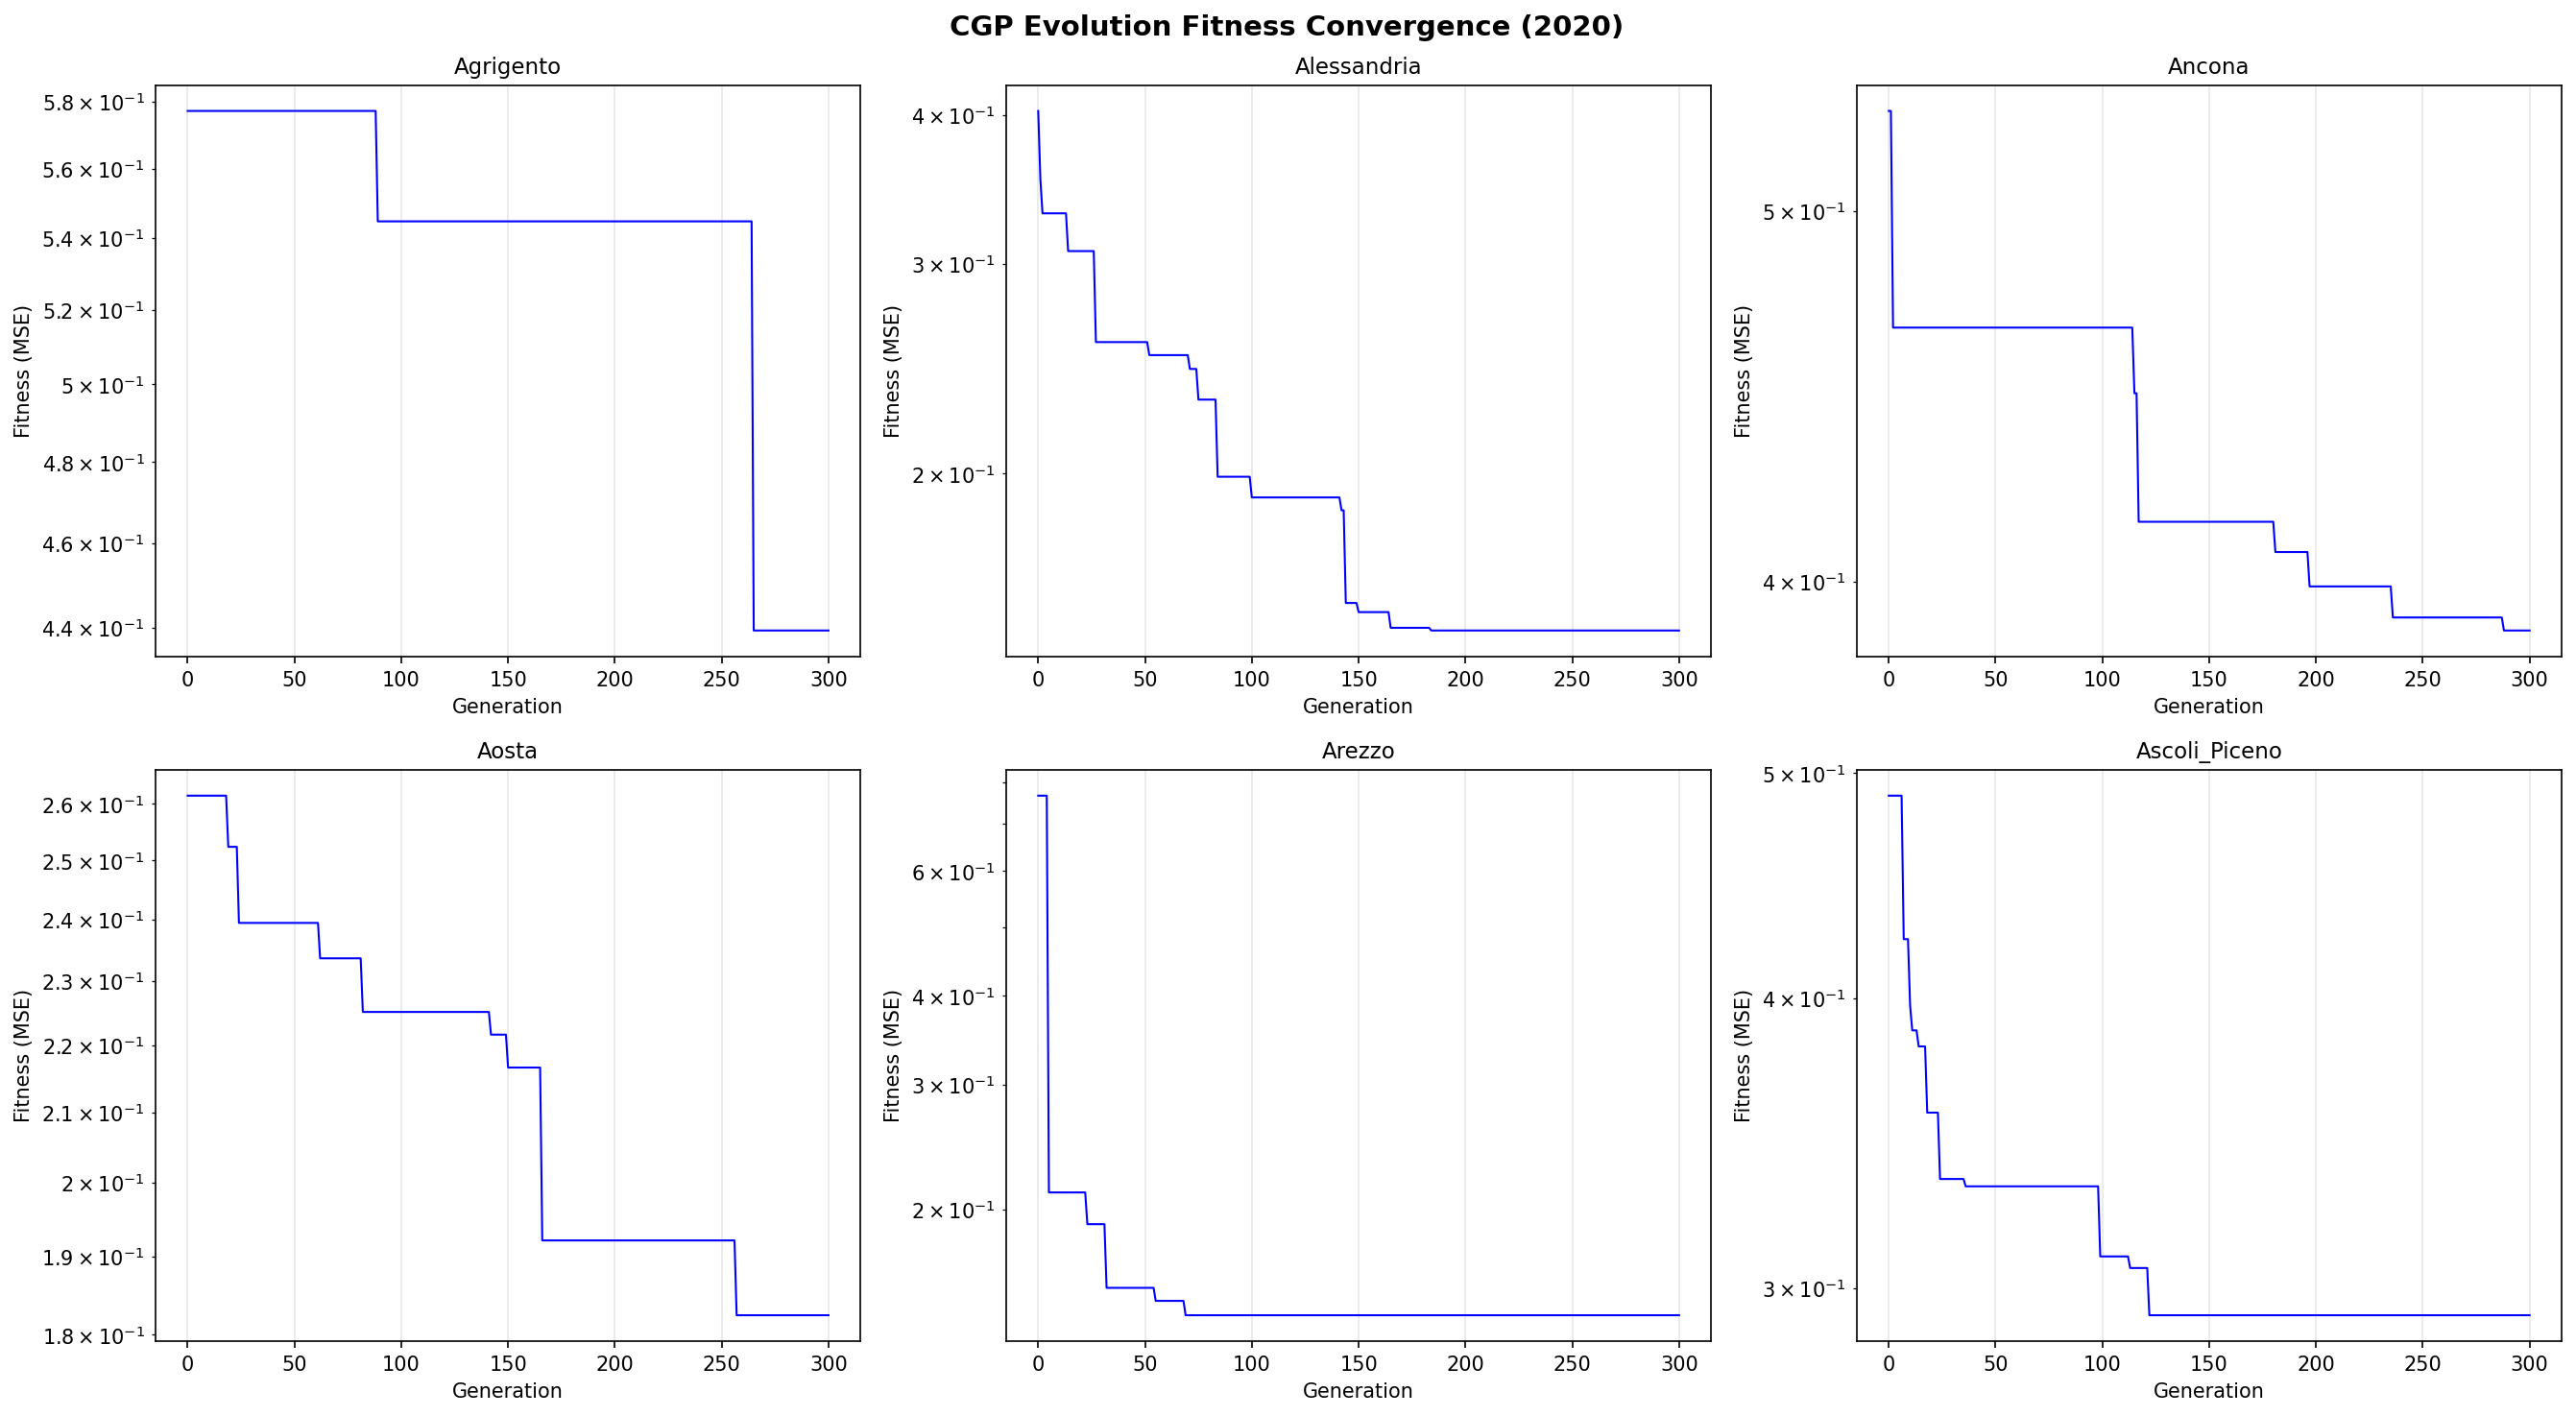 CGP Evolution Fitness Convergence (2020)
Agrigento
Fitness (MSE)
5.8 × 10⁻¹
5.6 × 10⁻¹
5.4 × 10⁻¹
5.2 × 10⁻¹
5 × 10⁻¹
4.8 × 10⁻¹
4.6 × 10⁻¹
4.4 × 10⁻¹
0 50 100 150 200 250 300
Generation
Alessandria
Fitness (MSE)
4 × 10⁻¹
3 × 10⁻¹
2 × 10⁻¹
0 50 100 150 200 250 300
Generation
Ancona
Fitness (MSE)
5 × 10⁻¹
4 × 10⁻¹
0 50 100 150 200 250 300
Generation
Aosta
Fitness (MSE)
2.6 × 10⁻¹
2.5 × 10⁻¹
2.4 × 10⁻¹
2.3 × 10⁻¹
2.2 × 10⁻¹
2.1 × 10⁻¹
2 × 10⁻¹
1.9 × 10⁻¹
1.8 × 10⁻¹
0 50 100 150 200 250 300
Generation
Arezzo
Fitness (MSE)
6 × 10⁻¹
4 × 10⁻¹
3 × 10⁻¹
2 × 10⁻¹
0 50 100 150 200 250 300
Generation
Ascoli_Piceno
Fitness (MSE)
5 × 10⁻¹
4 × 10⁻¹
3 × 10⁻¹
0 50 100 150 200 250 300
Generation